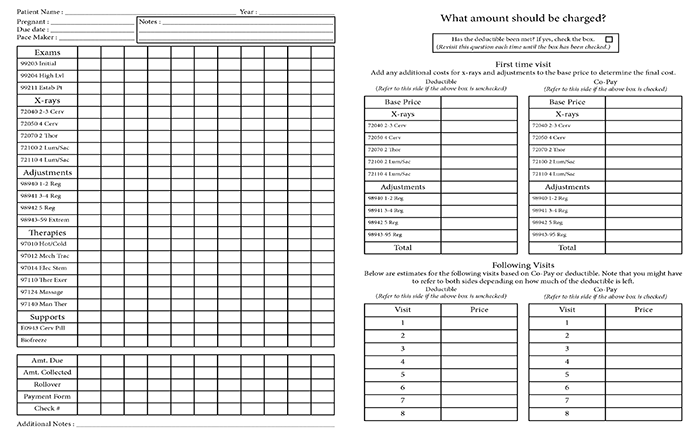 Patient Name :
Year :
Pregnant :
Due date :
Pace Maker :
Notes :
Exams
99203 Initial
99204 High Lvl
99211 Estab Pt
X-rays
72040 2-3 Cerv
72050 4 Cerv
72070 2 Thor
72100 2 Lum/Sac
72110 4 Lum/Sac
Adjustments
98940 1-2 Reg
98941 3-4 Reg
98942 5 Reg
98943-59 Extrem
Therapies
97010 Hot/Cold
97012 Mech Trac
97014 Elec Stem
97110 Ther Exer
97124 Massage
97140 Man Ther
Supports
E0943 Cerv Pill
Biofreeze
Amt. Due
Amt. Collected
Rollover
Payment Form
Check #
Additional Notes :
What amount should be charged?
Has the deductible been met? If yes, check the box.
(Revisit this question each time until the box has been checked.)
First time visit
Add any additional costs for x-rays and adjustments to the base price to determine the final cost.
Deductible
(Refer to this side if the above box is unchecked)
Base Price
X-rays
72040 2-3 Cerv
72050 4 Cerv
72070 2 Thor
72100 2 Lum/Sac
72110 4 Lum/Sac
Adjustments
98940 1-2 Reg
98941 3-4 Reg
98942 5 Reg
98943-95 Reg
Total
Co-Pay
(Refer to this side if the above box is checked)
Base Price
X-rays
72040 2-3 Cerv
72050 4 Cerv
72070 2 Thor
72100 2 Lum/Sac
72110 4 Lum/Sac
Adjustments
98940 1-2 Reg
98941 3-4 Reg
98942 5 Reg
98943-95 Reg
Total
Following Visits
Below are estimates for the following visits based on Co-Pay or deductible. Note that you might have
to refer to both sides depending on how much of the deductible is left.
Deductible
(Refer to this side if the above box is unchecked)
Visit Price
1
2
3
4
5
6
7
8
Co-Pay
(Refer to this side if the above box is checked)
Visit Price
1
2
3
4
5
6
7
8